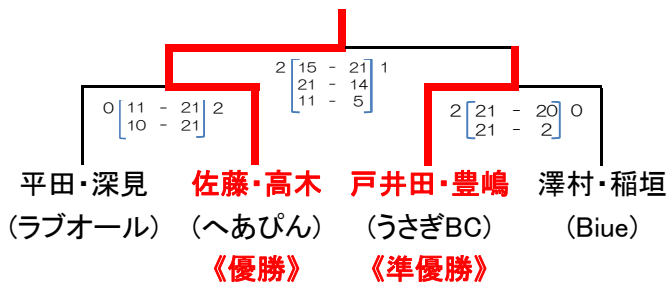 2 15 - 21 1
21 - 14
11 - 5
0 11 - 21 2
10 - 21
2 21 - 20 0
21 - 2
平田・深見 佐藤・高木 戸井田・豊嶋 澤村・稲垣
(ラブオール) (へあぴん) (うさぎBC) (Biue)
《優勝》 《準優勝》